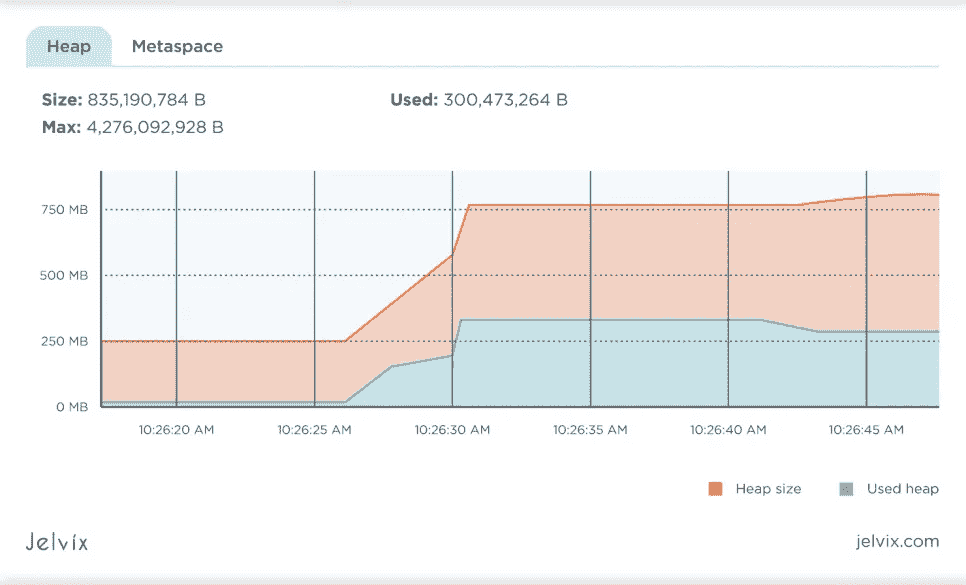 Heap Metaspace
Size: 835,190,784 B Used: 300,473,264 B
Max: 4,276,092,928 B
750 MB
500 MB
250 MB
0 MB
10:26:20 AM 10:26:25 AM 10:26:30 AM 10:26:35 AM 10:26:40 AM 10:26:45 AM
Heap size Used heap
Jelvix jelvix.com